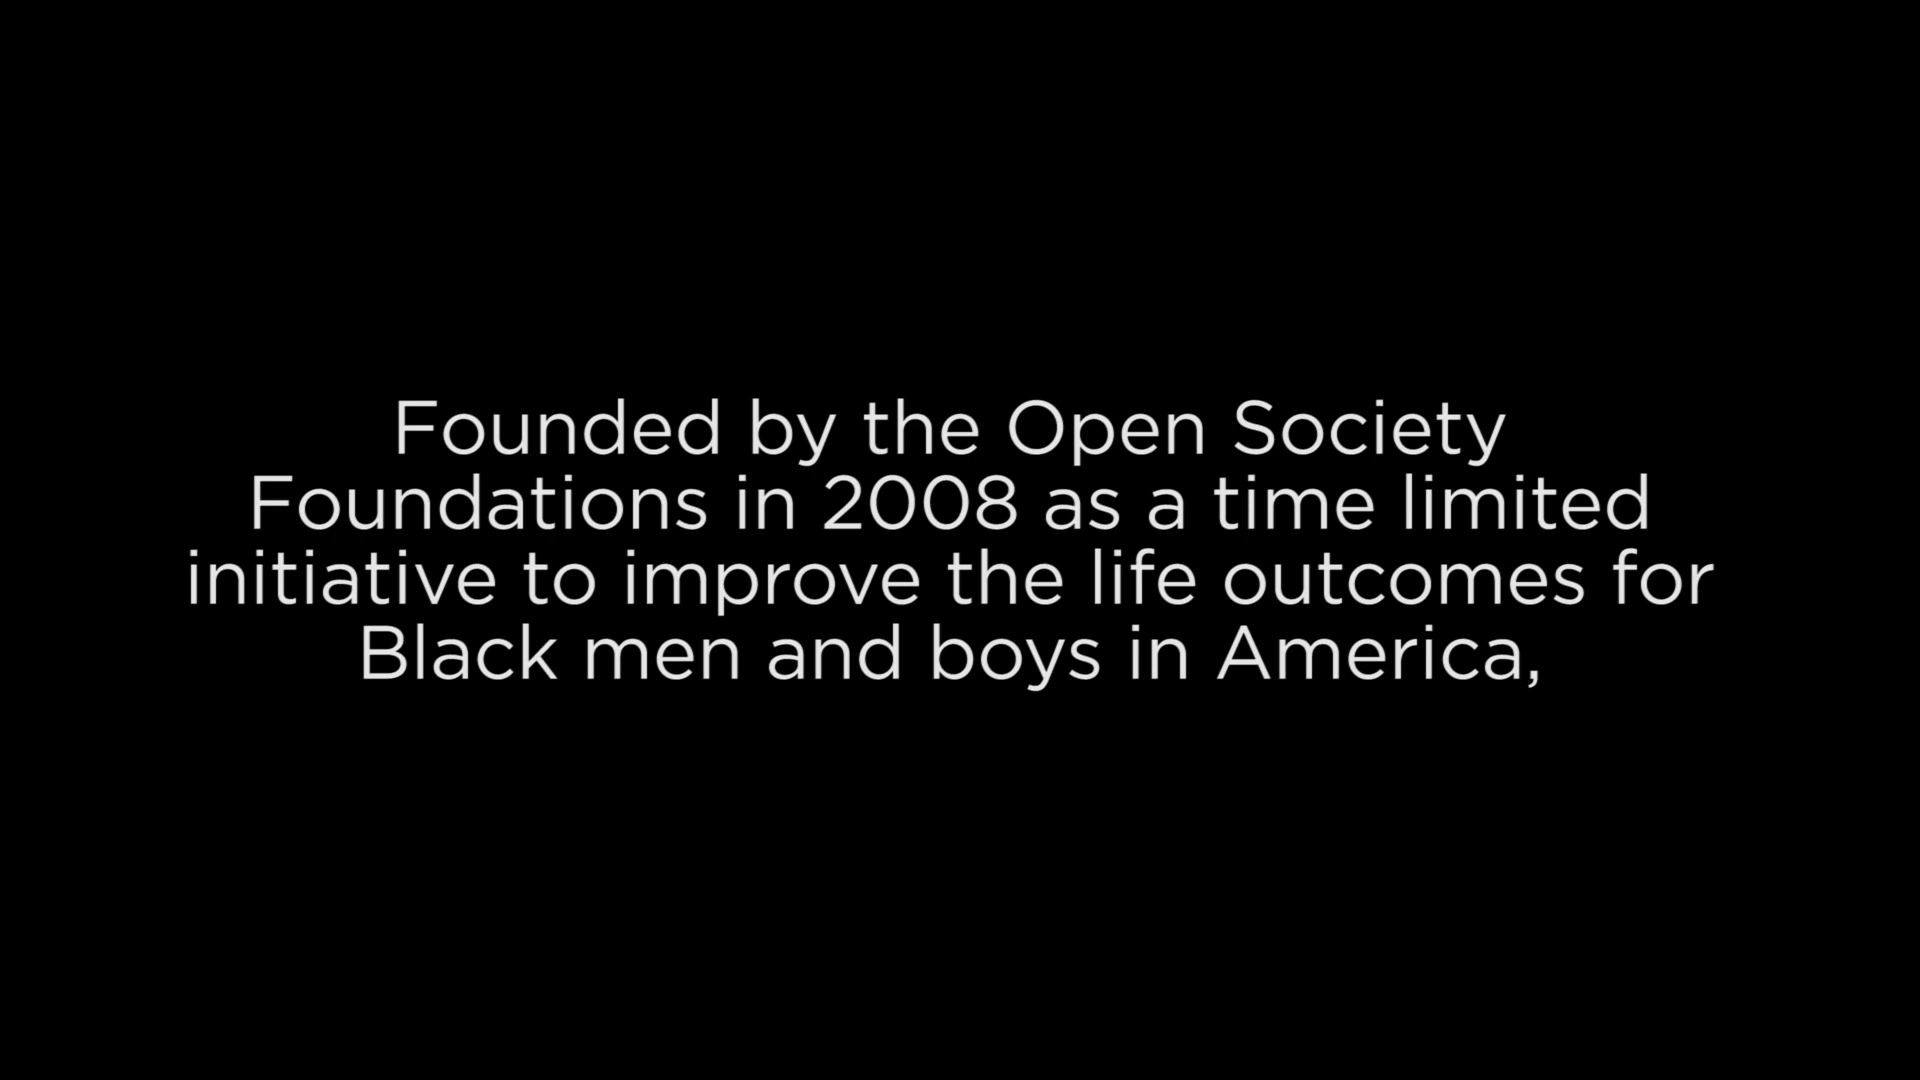 Founded by the Open Society
Foundations in 2008 as a time limited
initiative to improve the life outcomes for
Black men and boys in America,